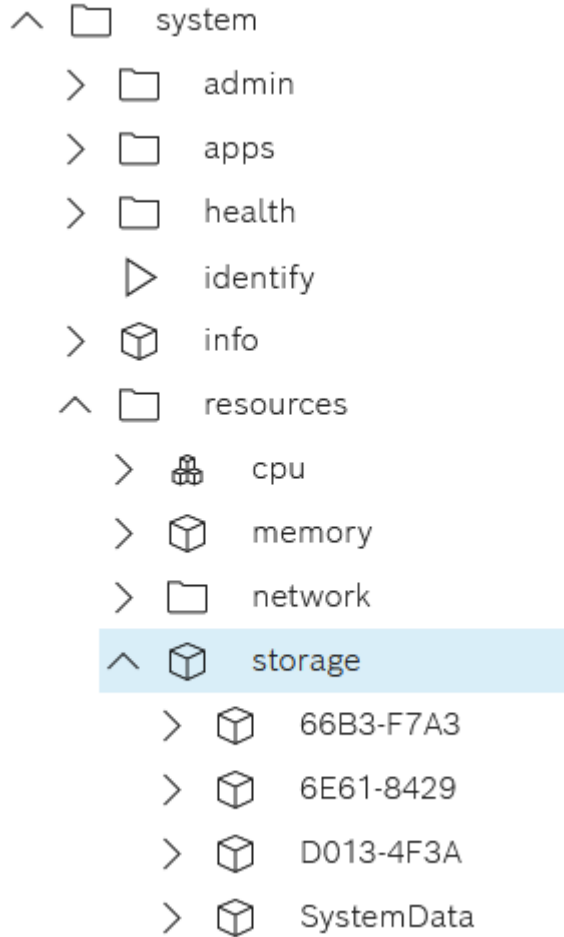 system
admin
apps
health
identify
info
resources
cpu
memory
network
storage
66B3-F7A3
6E61-8429
D013-4F3A
SystemData